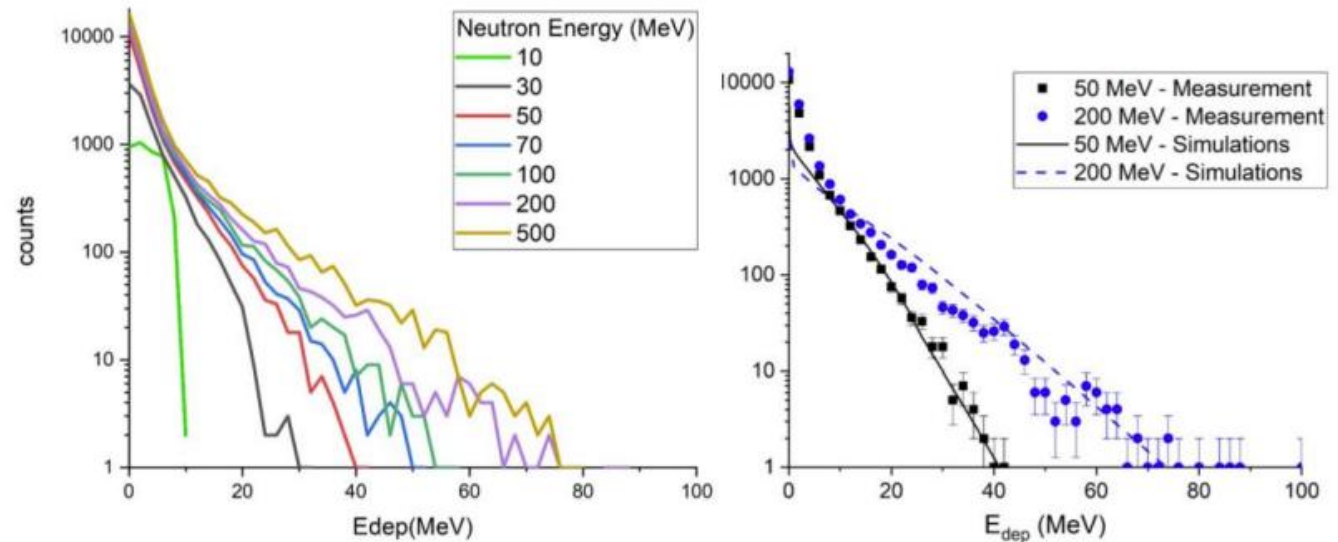 Neutron Energy (MeV)
10
30
50
70
100
200
500
10000
1000
100
10
1
0 20 40 60 80 100
counts
Edep(MeV)
50 MeV - Measurement
200 MeV - Measurement
50 MeV - Simulations
200 MeV - Simulations
10000
1000
100
10
1
0 20 40 60 80 100
E_dep (MeV)